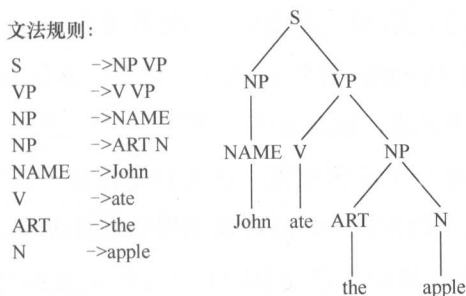 文法规则:
S ->NP VP
VP ->V VP
NP ->NAME
NP ->ART N
NAME ->John
V ->ate
ART ->the
N ->apple
S
NP VP
NAME V NP
John ate ART N
the apple